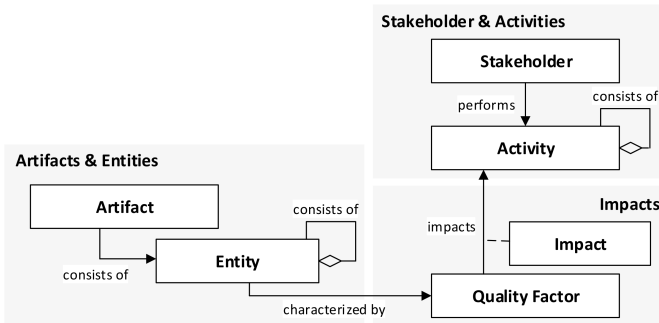 Stakeholder & Activities
Stakeholder
performs
consists of
Activity
Artifacts & Entities
Artifact
consists of
consists of
Entity
characterized by
Impacts
impacts
Impact
Quality Factor